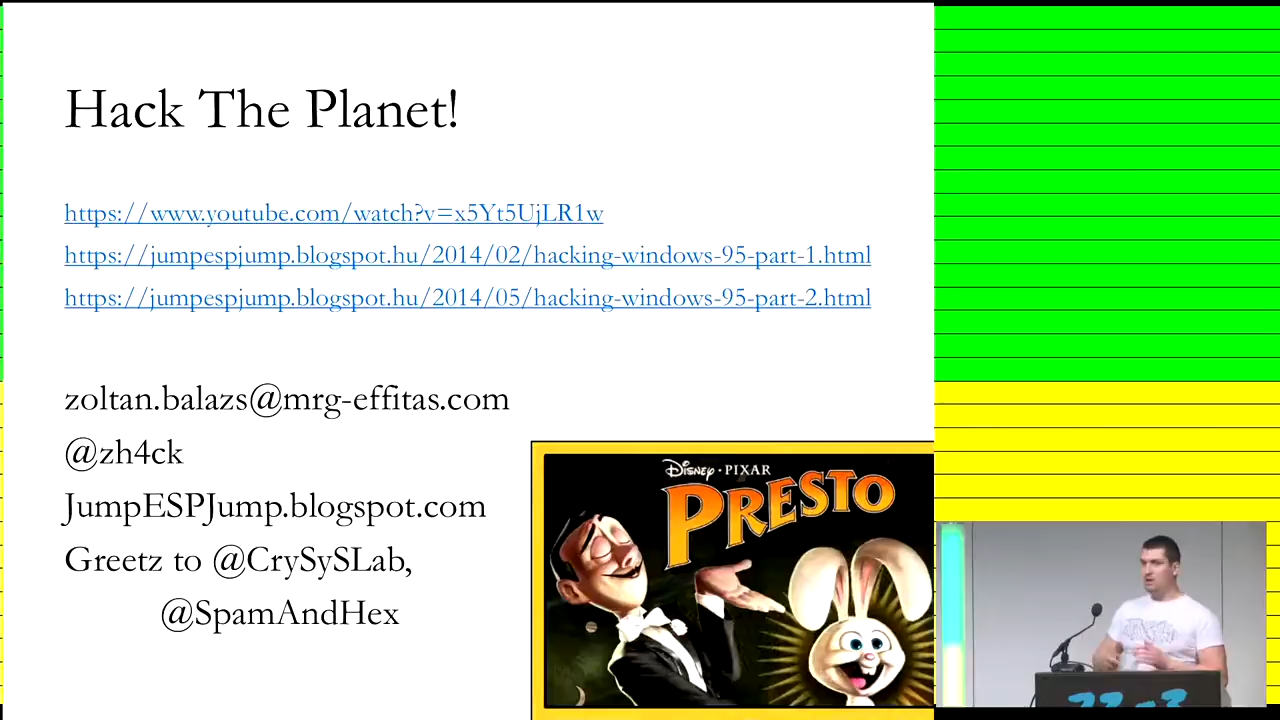 Hack The Planet!
https://www.youtube.com/watch?v=x5Yt5UjLR1w
https://jumpespjump.blogspot.hu/2014/02/hacking-windows-95-part-1.html
https://jumpespjump.blogspot.hu/2014/05/hacking-windows-95-part-2.html
zoltan.balazs@mrg-effitas.com
@zh4ck
JumpESPJump.blogspot.com
Greetz to @CrySySLab,
@SpamAndHex
Disney · PIXAR
PRESTO